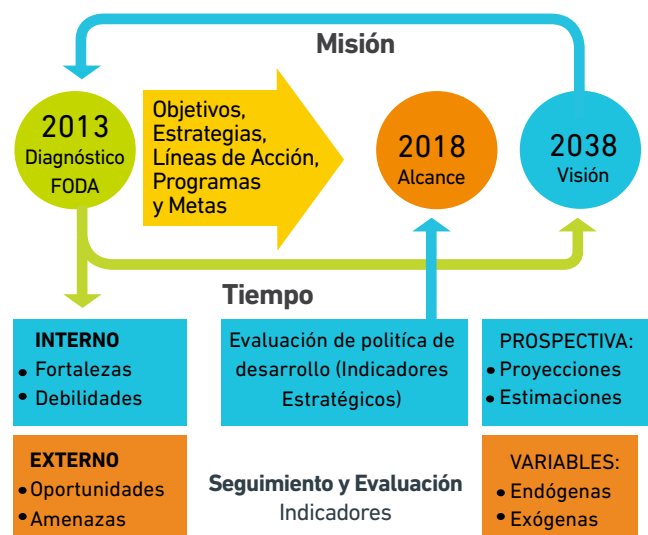 Misión
2013
Diagnóstico
FODA
Objetivos,
Estrategias,
Líneas de Acción,
Programas
y Metas
2018
Alcance
2038
Visión
Tiempo
INTERNO
• Fortalezas
• Debilidades
Evaluación de politíca de
desarrollo (Indicadores
Estratégicos)
PROSPECTIVA:
• Proyecciones
• Estimaciones
EXTERNO
• Oportunidades
• Amenazas
Seguimiento y Evaluación
Indicadores
VARIABLES:
• Endógenas
• Exógenas